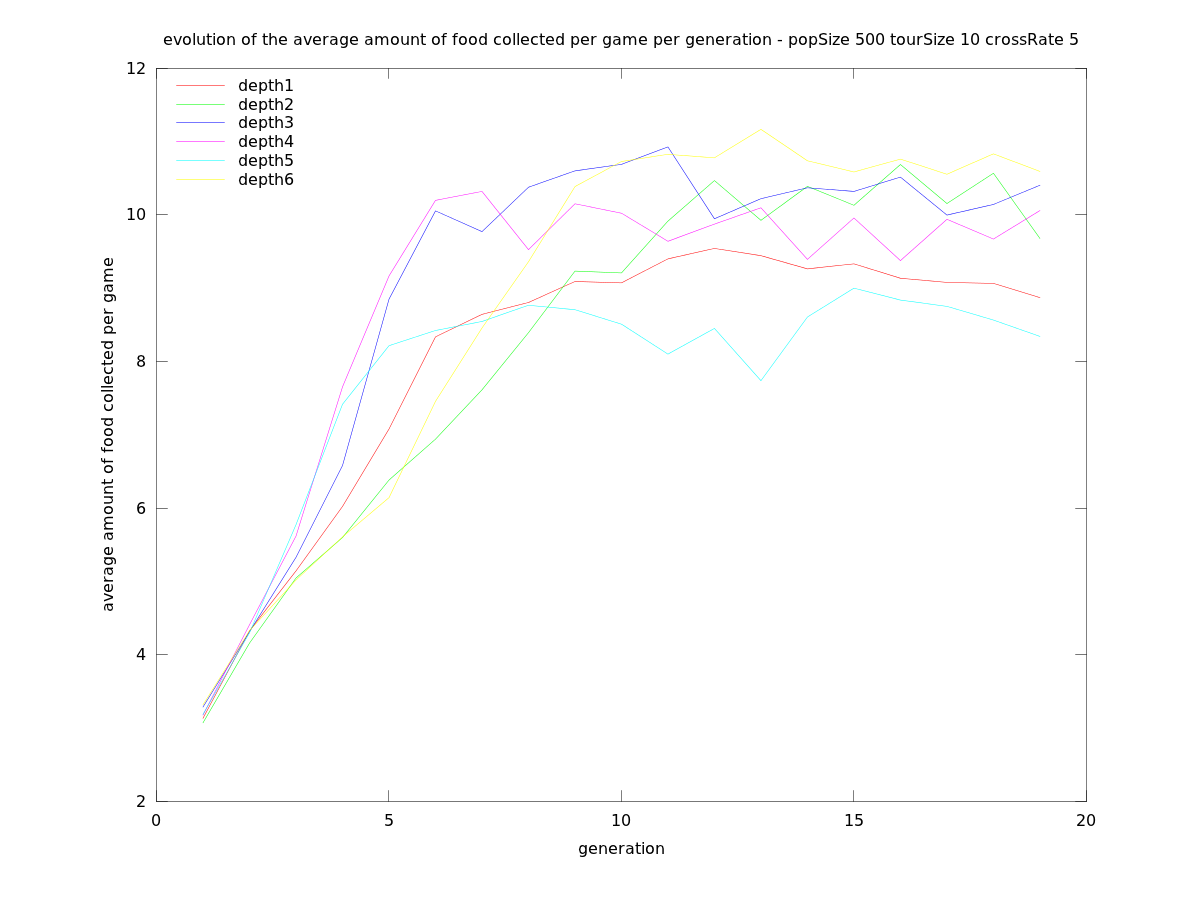 evolution of the average amount of food collected per game per generation - popSize 500 tourSize 10 crossRate 5
12
10
8
6
4
2
depth1
depth2
depth3
depth4
depth5
depth6
average amount of food collected per game
0 5 10 15 20
generation